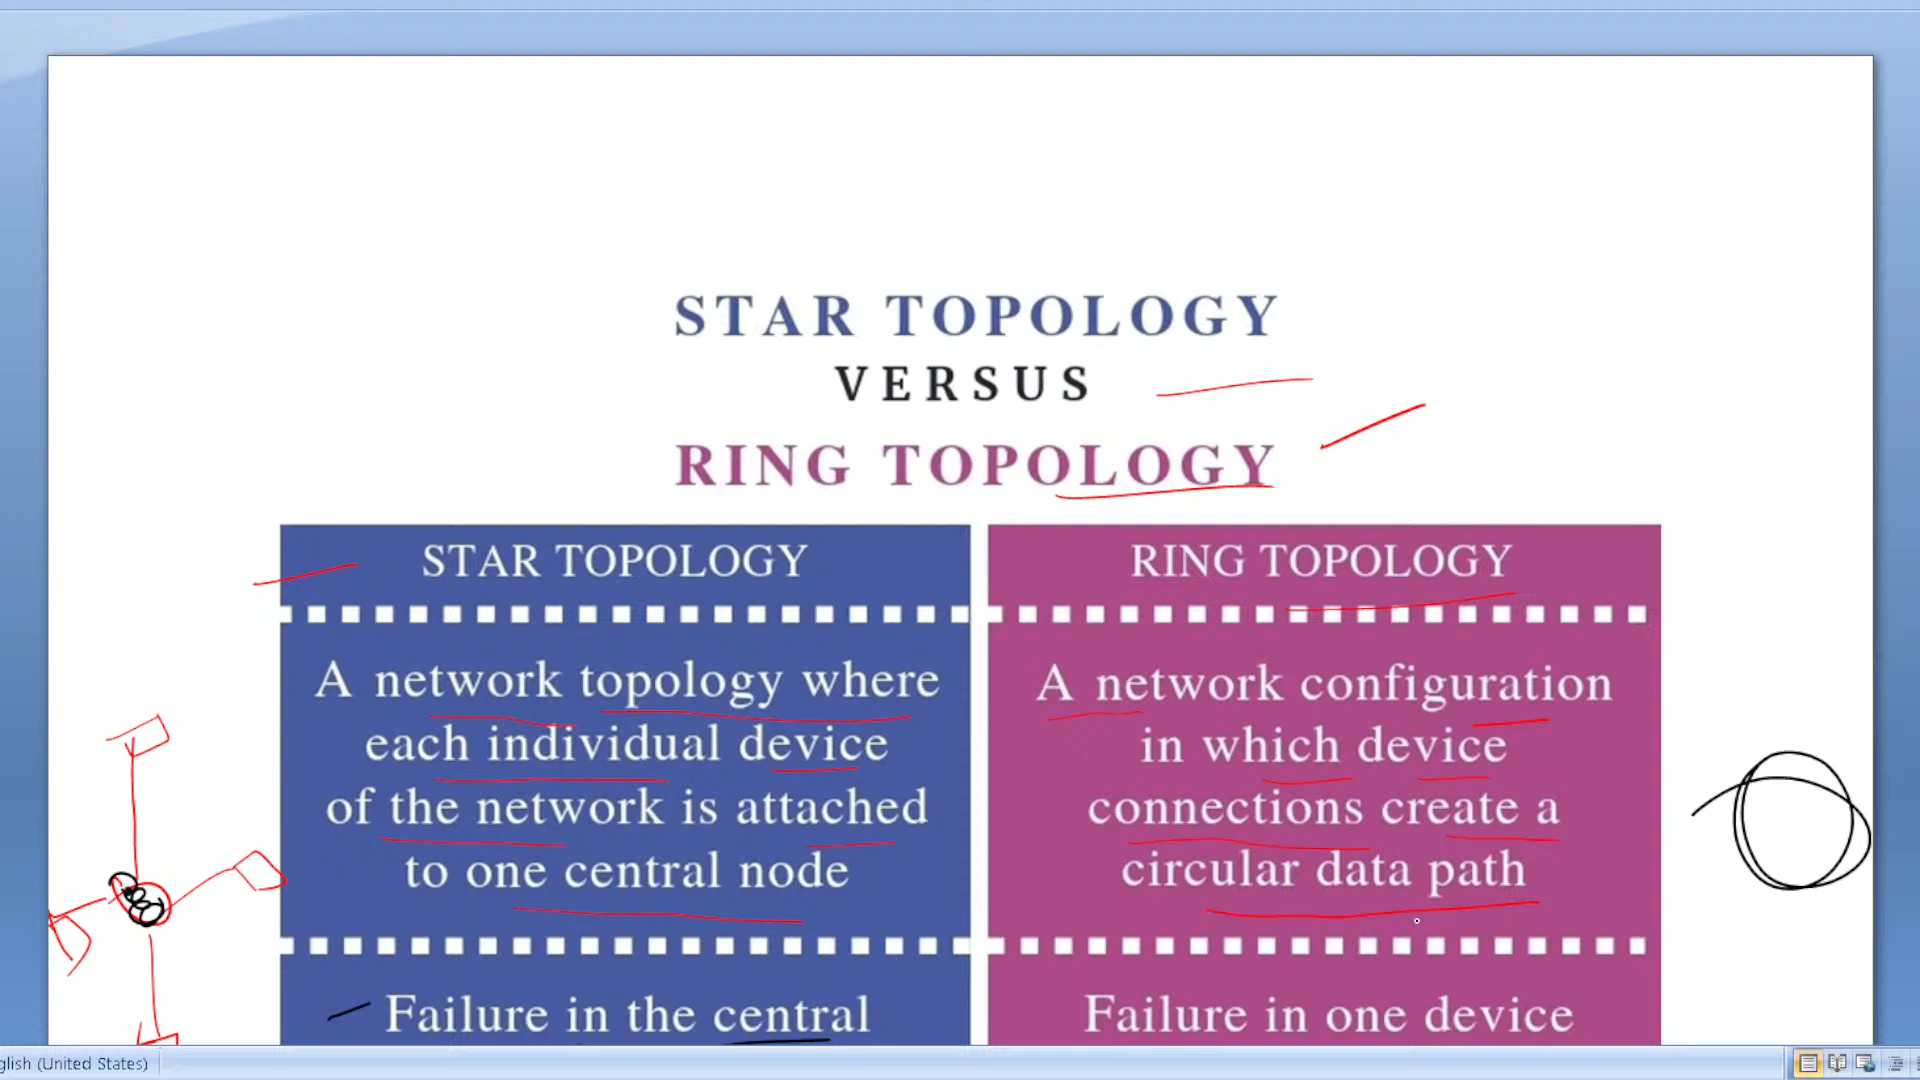 STAR TOPOLOGY
VERSUS
RING TOPOLOGY
STAR TOPOLOGY
A network topology where
each individual device
of the network is attached
to one central node
Failure in the central
RING TOPOLOGY
A network configuration
in which device
connections create a
circular data path
Failure in one device
glish (United States)